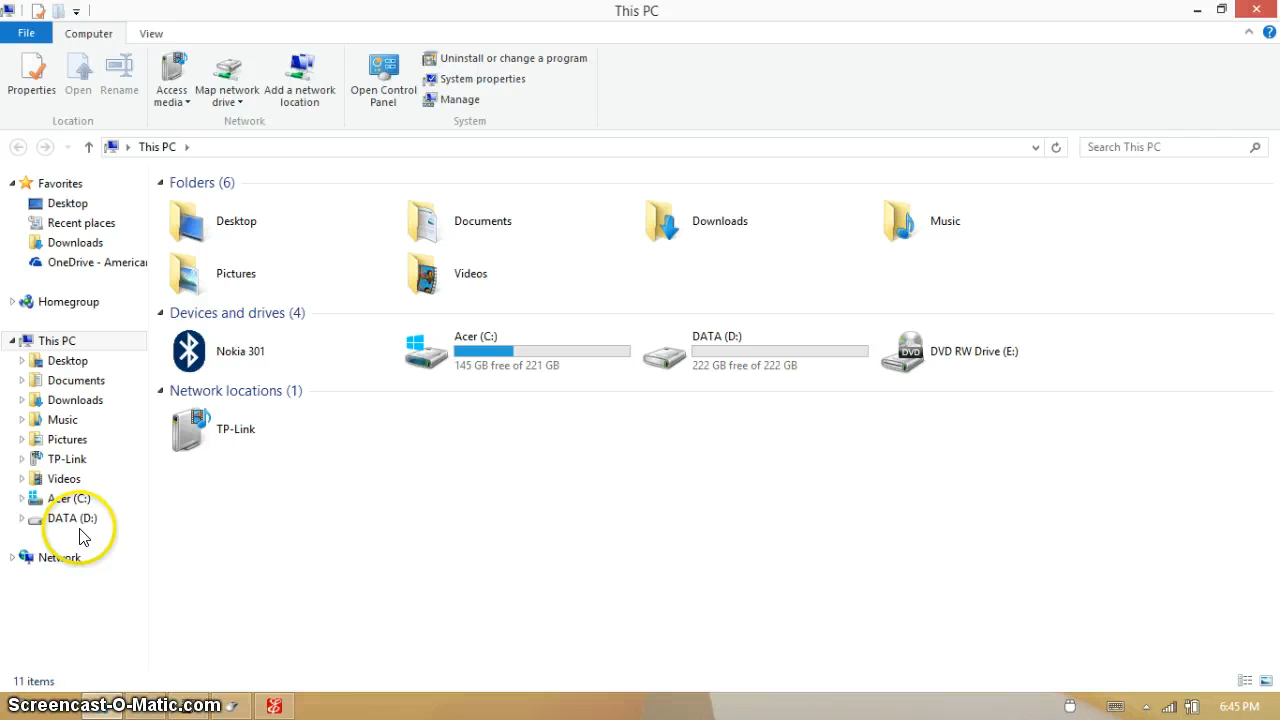 This PC
File
Computer
View
Properties
Open
Rename
Access media
Map network drive
Add a network location
Open Control Panel
Uninstall or change a program
System properties
Manage
Location
Network
System
This PC
Search This PC
Favorites
Desktop
Recent places
Downloads
OneDrive - American
Homegroup
This PC
Desktop
Documents
Downloads
Music
Pictures
TP-Link
Videos
Acer (C:)
DATA (D:)
Network
Folders (6)
Desktop
Documents
Downloads
Music
Pictures
Videos
Devices and drives (4)
Nokia 301
Acer (C:)
145 GB free of 221 GB
DATA (D:)
222 GB free of 222 GB
DVD RW Drive (E:)
DVD
Network locations (1)
TP-Link
11 items
Screencast-O-Matic.com
6:45 PM